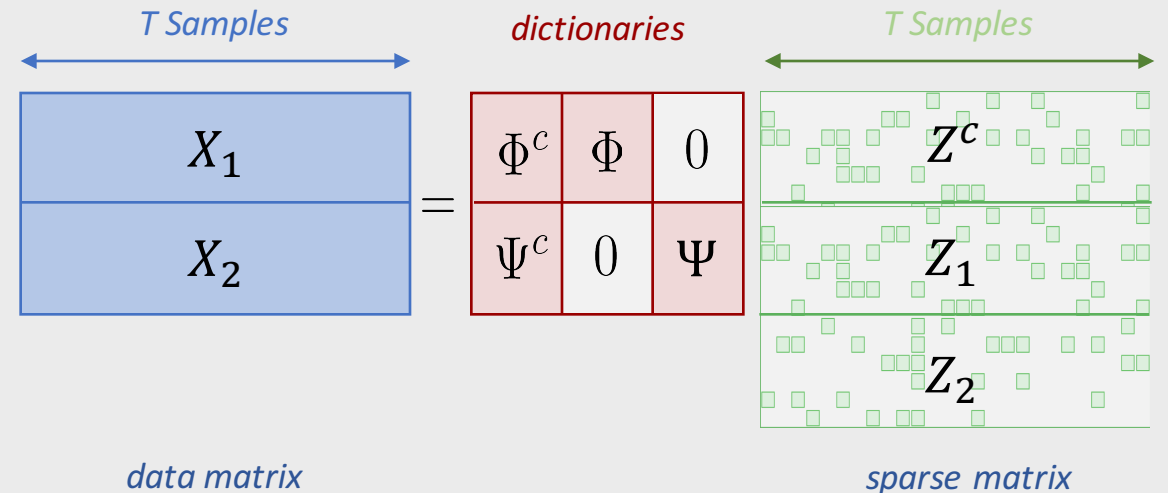 T Samples
dictionaries
T Samples
X₁
=
Φᶜ Φ 0
Zᶜ
X₂
Ψᶜ 0 Ψ
Z₁
Z₂
data matrix
sparse matrix